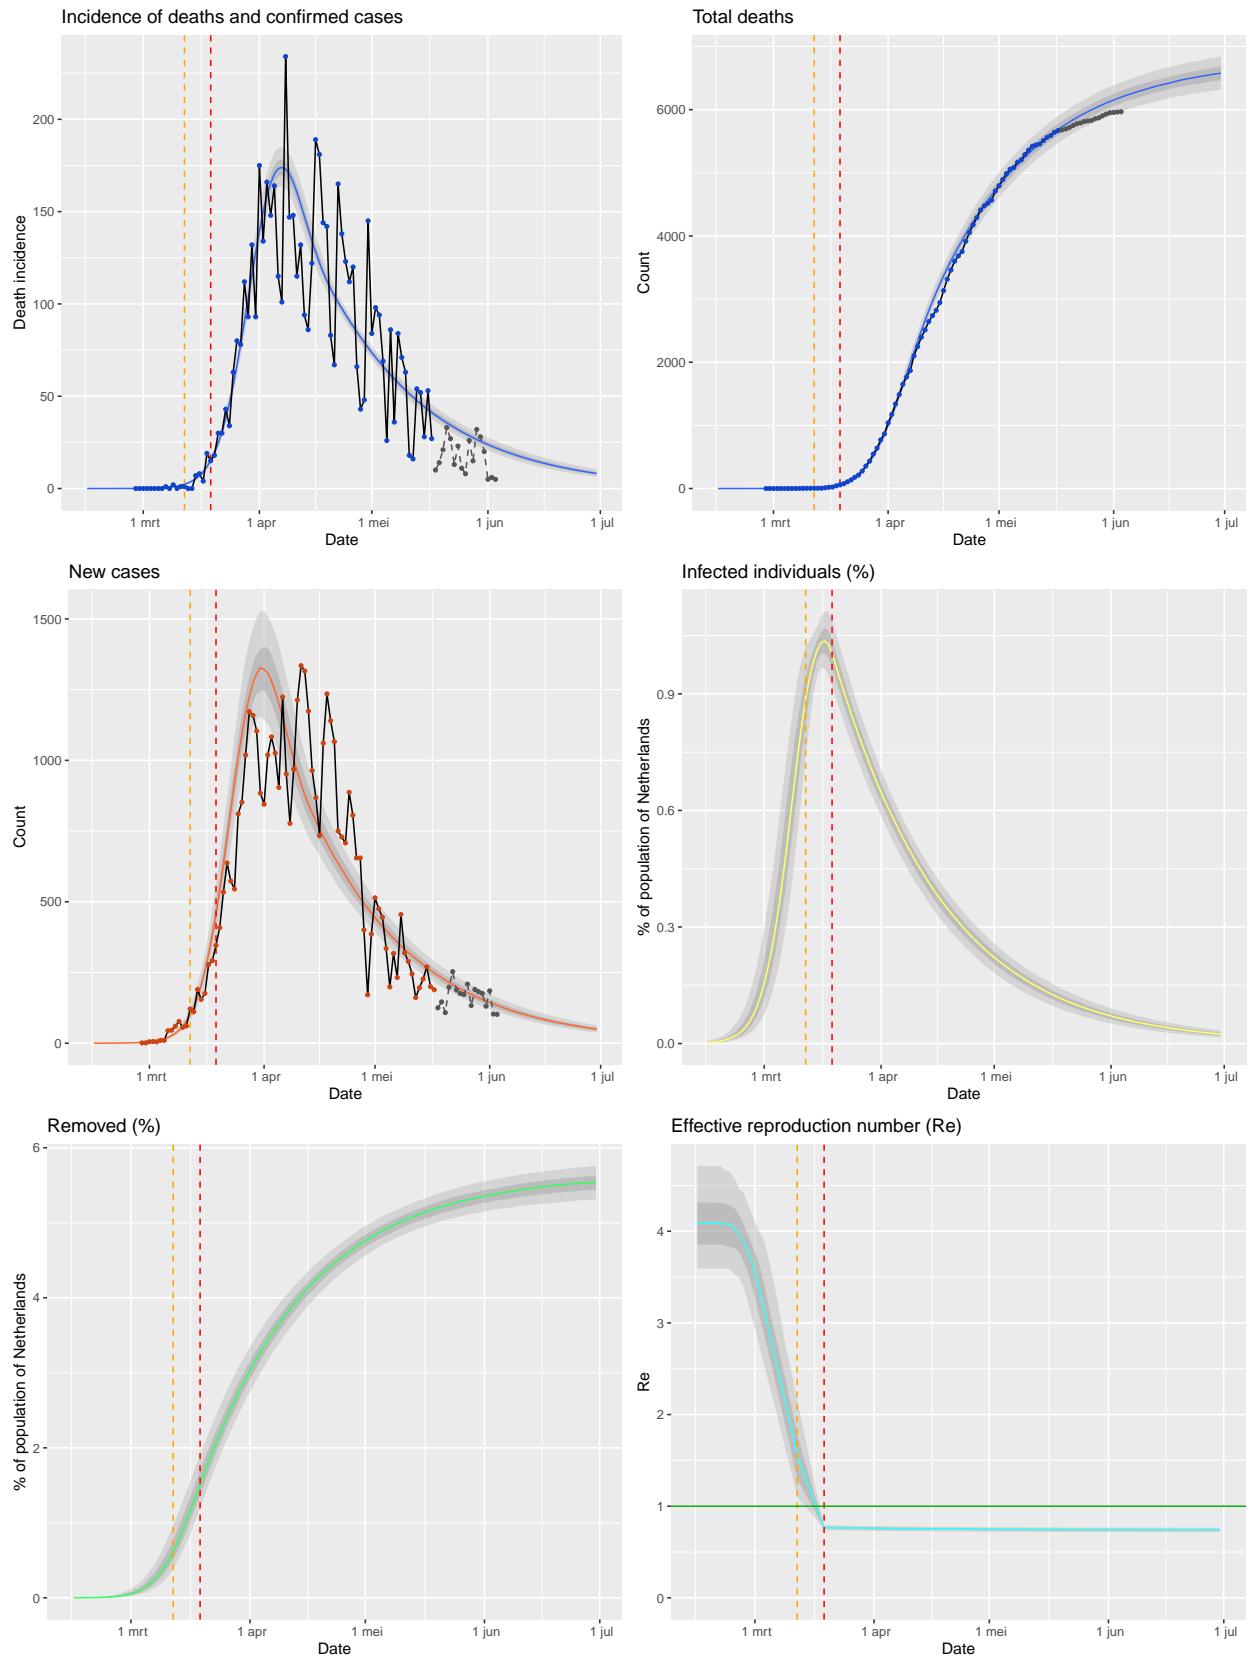 Incidence of deaths and confirmed cases
Death incidence
200
150
100
50
0
1 mrt 1 apr 1 mei 1 jun 1 jul
Date
Total deaths
Count
6000
4000
2000
0
1 mrt 1 apr 1 mei 1 jun 1 jul
Date
New cases
Count
1500
1000
500
0
1 mrt 1 apr 1 mei 1 jun 1 jul
Date
Infected individuals (%)
% of population of Netherlands
0.9
0.6
0.3
0.0
1 mrt 1 apr 1 mei 1 jun 1 jul
Date
Removed (%)
% of population of Netherlands
6
4
2
0
1 mrt 1 apr 1 mei 1 jun 1 jul
Date
Effective reproduction number (Re)
Re
4
3
2
1
0
1 mrt 1 apr 1 mei 1 jun 1 jul
Date